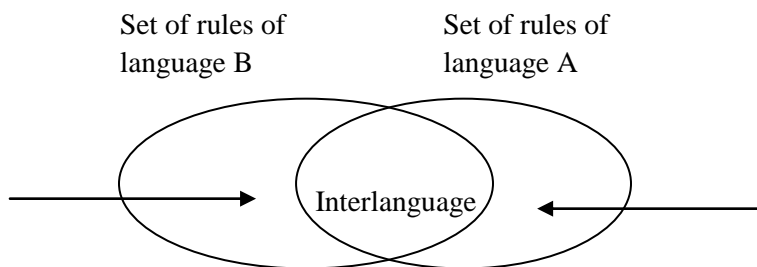 Set of rules of
language B
Set of rules of
language A
Interlanguage